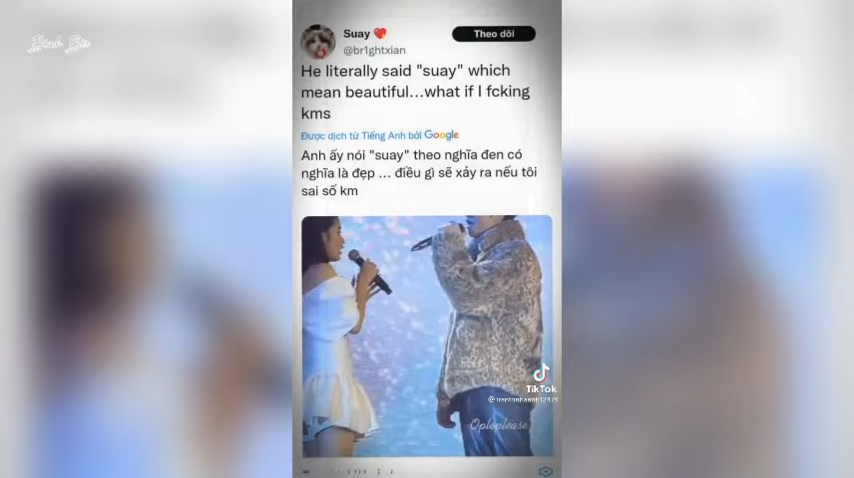 Suay ❤️
Theo dõi
@br1ghtxian
He literally said "suay" which
mean beautiful...what if I fcking
kms
Được dịch từ Tiếng Anh bởi Google
Anh ấy nói "suay" theo nghĩa đen có
nghĩa là đẹp ... điều gì sẽ xảy ra nếu tôi
sai số km
TikTok
Opleplease